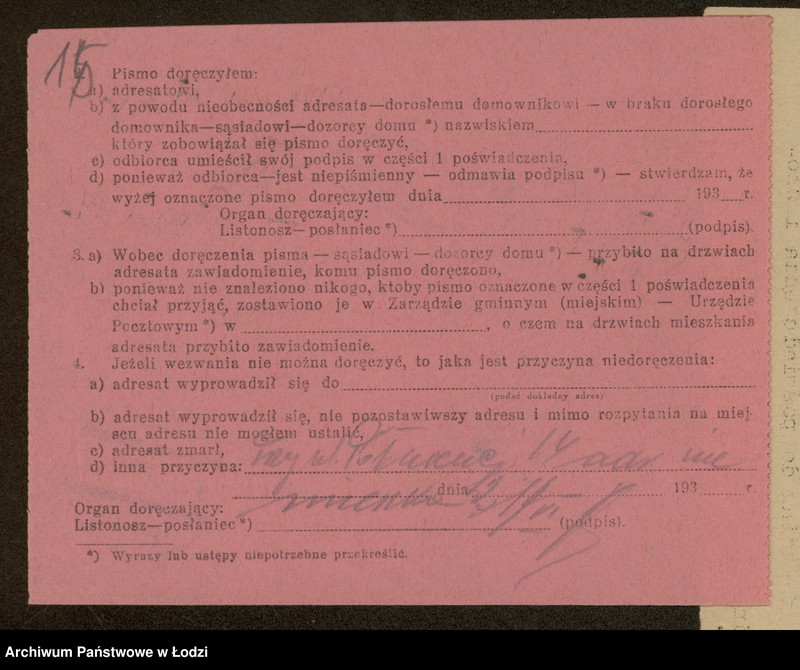 15
Pismo doręczyłem:
a) adresatowi,
b) z powodu nieobecności adresata—dorosłemu domownikowi — w braku dorosłego
domownika—sąsiadowi—dozorcy domu *) nazwiskiem
który zobowiązał się pismo doręczyć,
c) odbiorca umieścił swój podpis w części 1 poświadczenia,
d) ponieważ odbiorca—jest niepiśmienny — odmawia podpisu *) — stwierdzam, że
wyżej oznaczone pismo doręczyłem dnia 193 r.
Organ doręczający:
Listonosz—posłaniec *) (podpis).
3. a) Wobec doręczenia pisma — sąsiadowi — dozorcy domu *) — przybito na drzwiach
adresata zawiadomienie, komu pismo doręczono,
b) ponieważ nie znaleziono nikogo, ktoby pismo oznaczone w części 1 poświadczenia
chciał przyjąć, zostawiono je w Zarządzie gminnym (miejskim) — Urzędzie
Pocztowym *) w , o czem na drzwiach mieszkania
adresata przybito zawiadomienie.
4. Jeżeli wezwania nie można doręczyć, to jaka jest przyczyna niedoręczenia:
a) adresat wyprowadził się do
(podać dokładny adres)
b) adresat wyprowadził się, nie pozostawiwszy adresu i mimo rozpytania na miej-
scu adresu nie mogłem ustalić,
c) adresat zmarł,
d) inna przyczyna: 14 adr nie
dnia 193 r
Organ doręczający:
Listonosz—posłaniec *) (podpis).
*) Wyrazy lub ustępy niepotrzebne przekreślić.
Archiwum Państwowe w Łodzi